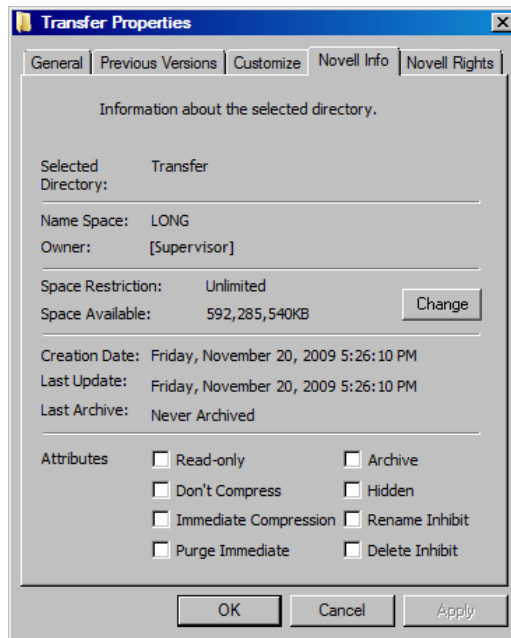 Transfer Properties
General Previous Versions Customize Novell Info Novell Rights
Information about the selected directory.
Selected Directory: Transfer
Name Space: LONG
Owner: [Supervisor]
Space Restriction: Unlimited
Space Available: 592,285,540KB
Change
Creation Date: Friday, November 20, 2009 5:26:10 PM
Last Update: Friday, November 20, 2009 5:26:10 PM
Last Archive: Never Archived
Attributes Read-only Archive
Don't Compress Hidden
Immediate Compression Rename Inhibit
Purge Immediate Delete Inhibit
OK Cancel Apply